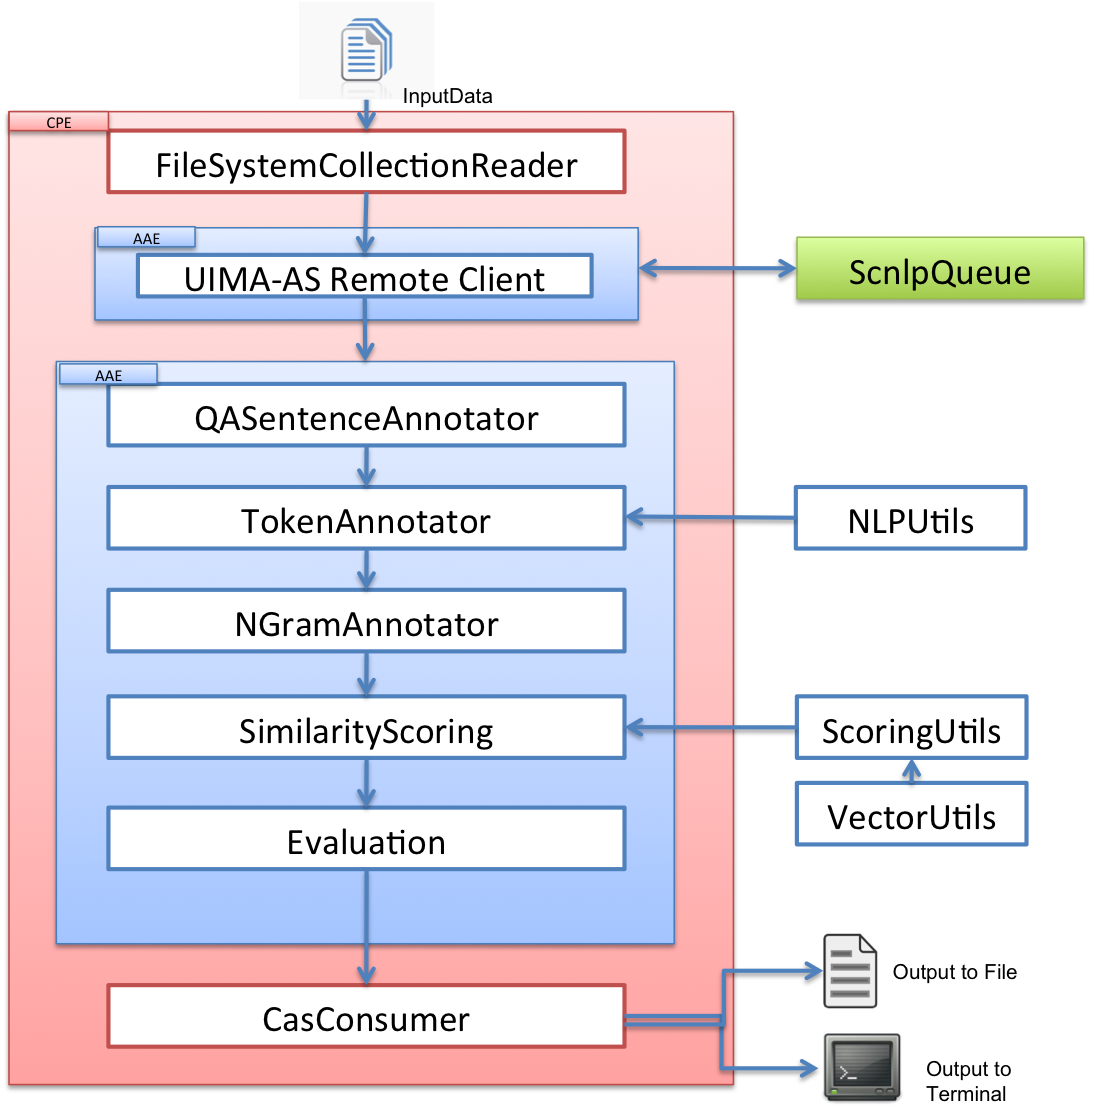 InputData
CPE
FileSystemCollectionReader
AAE
UIMA-AS Remote Client
ScnlpQueue
AAE
QASentenceAnnotator
TokenAnnotator
NLPUtils
NGramAnnotator
SimilarityScoring
ScoringUtils
VectorUtils
Evaluation
Output to File
CasConsumer
>_
Output to
Terminal